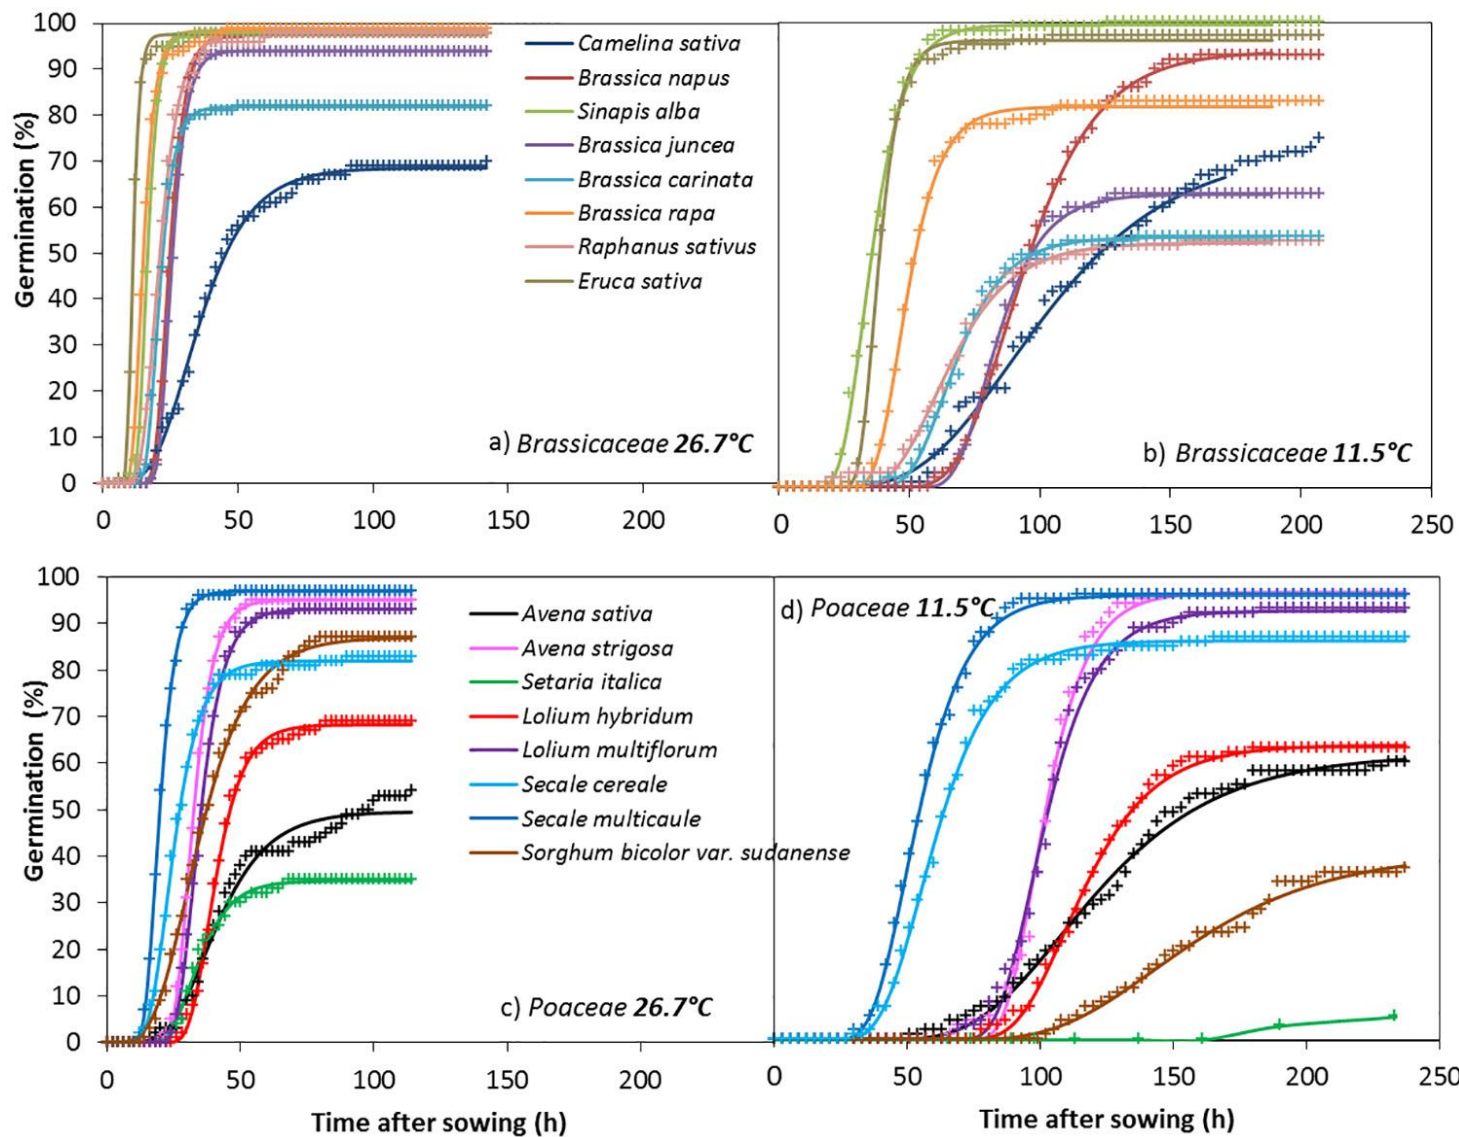 Germination (%)
100
90
80
70
60
50
40
30
20
10
0
0 50 100 150 200
Camelina sativa
Brassica napus
Sinapis alba
Brassica juncea
Brassica carinata
Brassica rapa
Raphanus sativus
Eruca sativa
a) Brassicaceae 26.7°C
b) Brassicaceae 11.5°C
0 50 100 150 200 250
Germination (%)
100
90
80
70
60
50
40
30
20
10
0
0 50 100 150 200
Avena sativa
Avena strigosa
Setaria italica
Lolium hybridum
Lolium multiflorum
Secale cereale
Secale multicaule
Sorghum bicolor var. sudanense
c) Poaceae 26.7°C
d) Poaceae 11.5°C
0 50 100 150 200 250
Time after sowing (h)
Time after sowing (h)